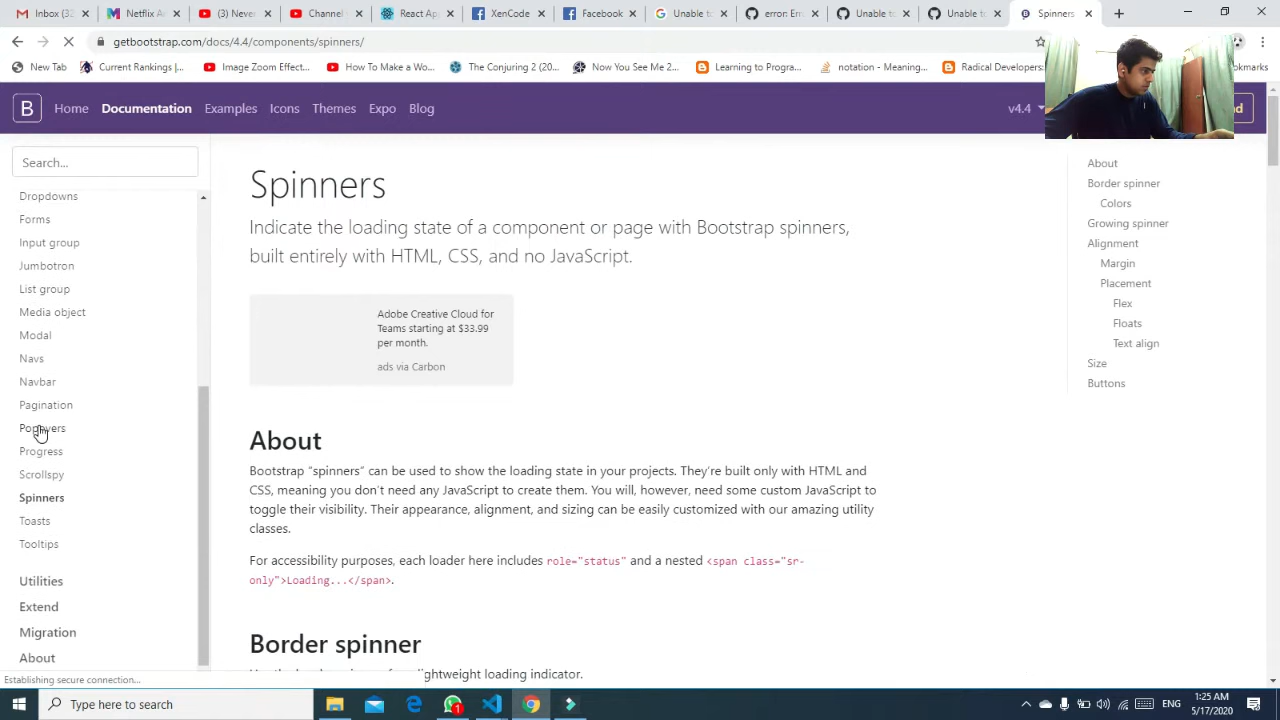 Inbox (33
Netflix A
(3) Newto
(5) Newto
React Ap
XenCode
Facebook
Unable to
error: Erro
Unable to
Unable to
Spinners
getbootstrap.com/docs/4.4/components/spinners/
New Tab
Current Rankings |...
Image Zoom Effect...
How To Make a Wo...
The Conjuring 2 (20...
Now You See Me 2...
Learning to Progra...
notation - Meaning...
Radical Developers:
okmarks
B
Home
Documentation
Examples
Icons
Themes
Expo
Blog
v4.4
Search...
Dropdowns
Forms
Input group
Jumbotron
List group
Media object
Modal
Navs
Navbar
Pagination
Popovers
Progress
Scrollspy
Spinners
Toasts
Tooltips
Utilities
Extend
Migration
About
Spinners
Indicate the loading state of a component or page with Bootstrap spinners,
built entirely with HTML, CSS, and no JavaScript.
Adobe Creative Cloud for
Teams starting at $33.99
per month.
ads via Carbon
About
Bootstrap “spinners” can be used to show the loading state in your projects. They’re built only with HTML and
CSS, meaning you don’t need any JavaScript to create them. You will, however, need some custom JavaScript to
toggle their visibility. Their appearance, alignment, and sizing can be easily customized with our amazing utility
classes.
For accessibility purposes, each loader here includes role="status" and a nested <span class="sr-
only">Loading...</span>.
Border spinner
lightweight loading indicator.
About
Border spinner
Colors
Growing spinner
Alignment
Margin
Placement
Flex
Floats
Text align
Size
Buttons
Establishing secure connection...
Type here to search
1
ENG
1:25 AM
5/17/2020